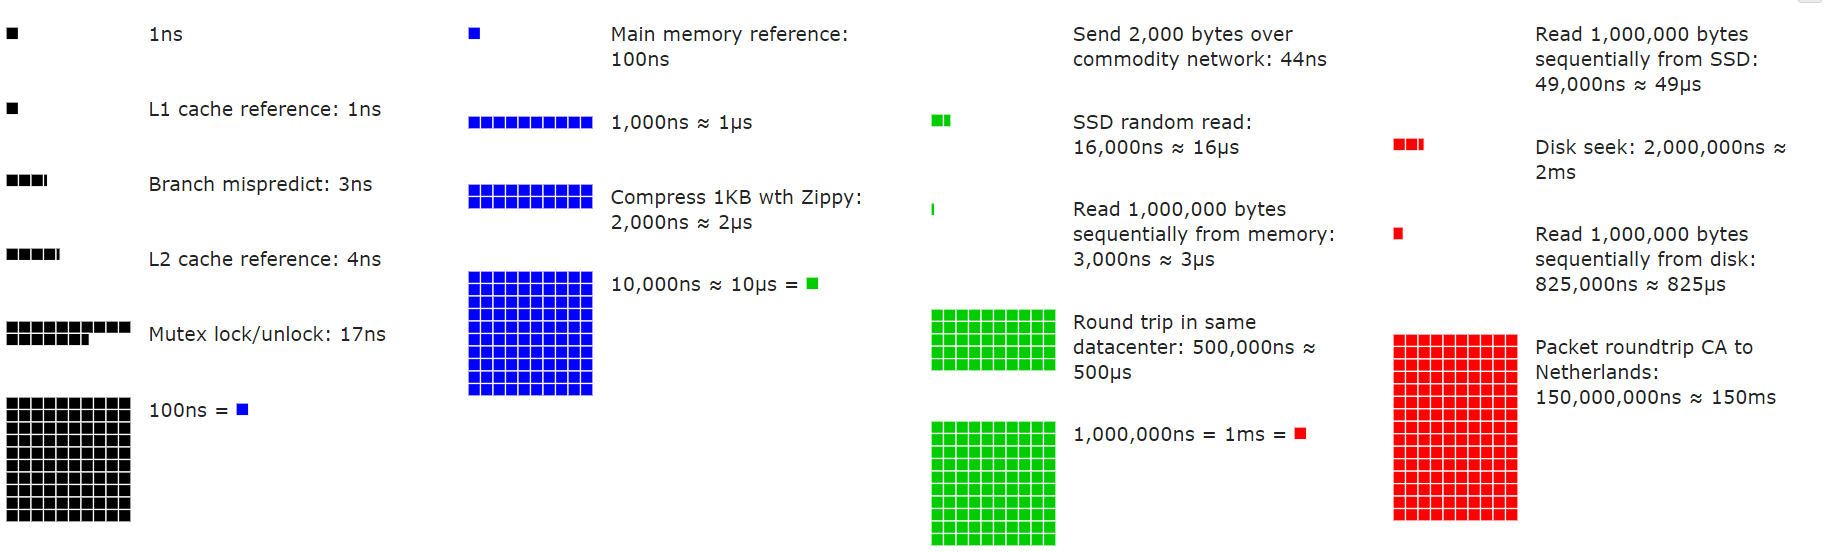 1ns
L1 cache reference: 1ns
Branch mispredict: 3ns
L2 cache reference: 4ns
Mutex lock/unlock: 17ns
100ns =
Main memory reference:
100ns
1,000ns ≈ 1μs
Compress 1KB wth Zippy:
2,000ns ≈ 2μs
10,000ns ≈ 10μs =
Send 2,000 bytes over
commodity network: 44ns
SSD random read:
16,000ns ≈ 16μs
Read 1,000,000 bytes
sequentially from memory:
3,000ns ≈ 3μs
Round trip in same
datacenter: 500,000ns ≈
500μs
1,000,000ns = 1ms =
Read 1,000,000 bytes
sequentially from SSD:
49,000ns ≈ 49μs
Disk seek: 2,000,000ns ≈
2ms
Read 1,000,000 bytes
sequentially from disk:
825,000ns ≈ 825μs
Packet roundtrip CA to
Netherlands:
150,000,000ns ≈ 150ms